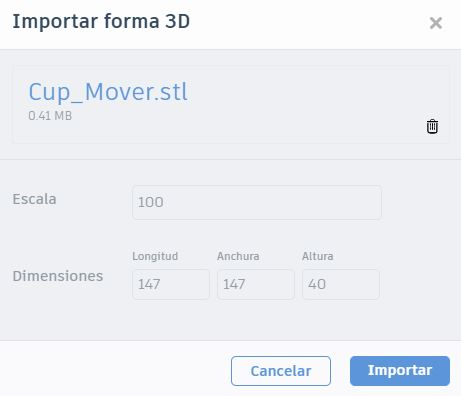 Importar forma 3D
Cup_Mover.stl
0.41 MB
Escala
100
Longitud Anchura Altura
Dimensiones 147 147 40
Cancelar Importar